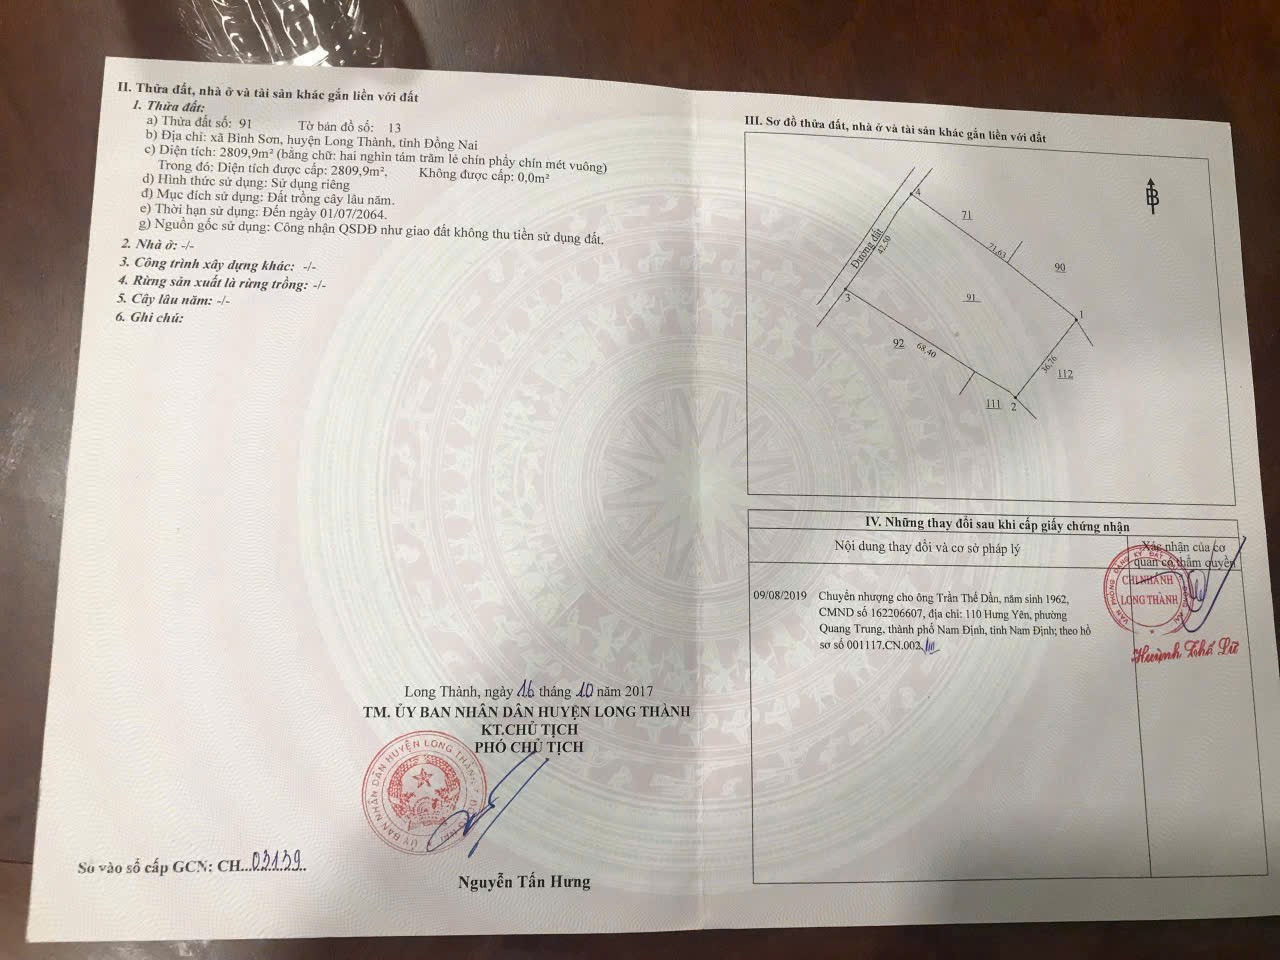 II. Thửa đất, nhà ở và tài sản khác gắn liền với đất
1. Thửa đất:
a) Thửa đất số: 91 Tờ bản đồ số: 13
b) Địa chỉ: xã Bình Sơn, huyện Long Thành, tỉnh Đồng Nai
c) Diện tích: 2809,9m² (bằng chữ: hai nghìn tám trăm lẻ chín phẩy chín mét vuông)
Trong đó: Diện tích được cấp: 2809,9m², Không được cấp: 0,0m²
d) Hình thức sử dụng: Sử dụng riêng
đ) Mục đích sử dụng: Đất trồng cây lâu năm.
e) Thời hạn sử dụng: Đến ngày 01/07/2064.
g) Nguồn gốc sử dụng: Công nhận QSDĐ như giao đất không thu tiền sử dụng đất.
2. Nhà ở: -/-
3. Công trình xây dựng khác: -/-
4. Rừng sản xuất là rừng trồng: -/-
5. Cây lâu năm: -/-
6. Ghi chú:
Long Thành, ngày 16 tháng 10 năm 2017
TM. ỦY BAN NHÂN DÂN HUYỆN LONG THÀNH
KT.CHỦ TỊCH
PHÓ CHỦ TỊCH
ỦY BAN NHÂN DÂN HUYỆN LONG THÀNH
Nguyễn Tấn Hưng
Số vào sổ cấp GCN: CH...03139..
III. Sơ đồ thửa đất, nhà ở và tài sản khác gắn liền với đất
B
4
71
Đường đất
42,50
71,63
90
91
3
1
92
68,40
36,76
112
111
2
IV. Những thay đổi sau khi cấp giấy chứng nhận
Nội dung thay đổi và cơ sở pháp lý
Xác nhận của cơ
quan có thẩm quyền
09/08/2019 Chuyển nhượng cho ông Trần Thế Dần, năm sinh 1962,
CMND số 162206607, địa chỉ: 110 Hưng Yên, phường
Quang Trung, thành phố Nam Định, tỉnh Nam Định; theo hồ
sơ số 001117.CN.002
CHI NHÁNH
LONG THÀNH
Huỳnh Thế Lữ